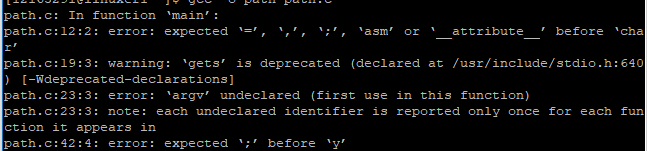 path.c: In function ‘main’:
path.c:12:2: error: expected ‘=’, ‘,’, ‘;’, ‘asm’ or ‘__attribute__’ before ‘cha
r’
path.c:19:3: warning: ‘gets’ is deprecated (declared at /usr/include/stdio.h:640
) [-Wdeprecated-declarations]
path.c:23:3: error: ‘argv’ undeclared (first use in this function)
path.c:23:3: note: each undeclared identifier is reported only once for each fun
ction it appears in
path.c:42:4: error: expected ‘;’ before ‘y’